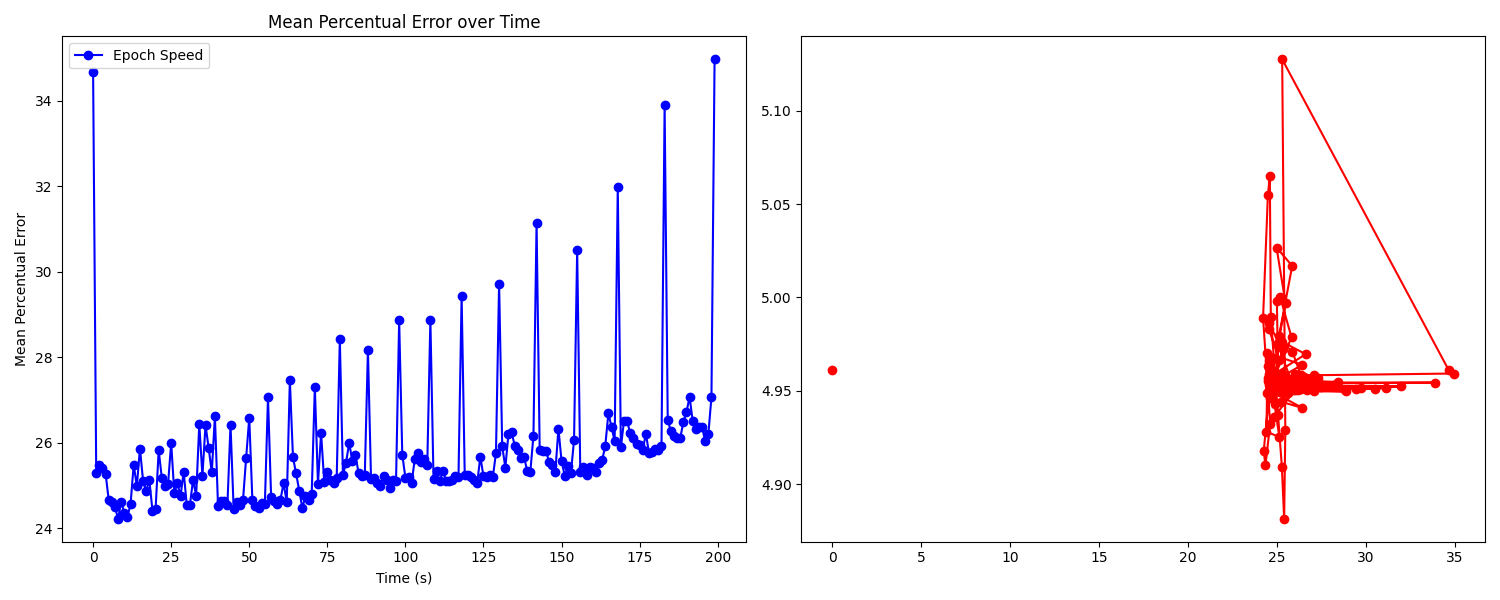 Mean Percentual Error over Time
Epoch Speed
Mean Percentual Error
34
32
30
28
26
24
0 25 50 75 100 125 150 175 200
Time (s)
5.10
5.05
5.00
4.95
4.90
0 5 10 15 20 25 30 35